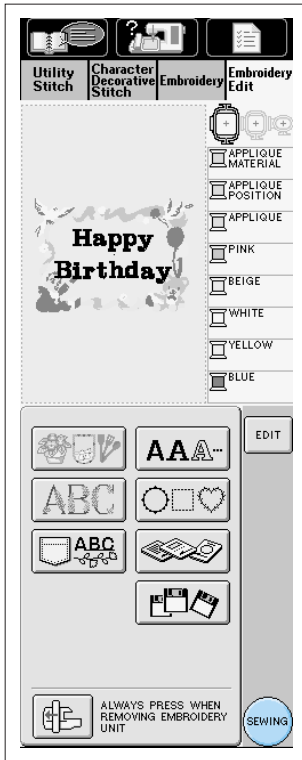 Utility
Stitch
Character
Decorative
Stitch
Embroidery
Embroidery
Edit
APPLIQUE
MATERIAL
APPLIQUE
POSITION
APPLIQUE
PINK
BEIGE
WHITE
YELLOW
BLUE
Happy
Birthday
EDIT
AAA
ABC
ABC
ALWAYS PRESS WHEN
REMOVING EMBROIDERY
UNIT
SEWING